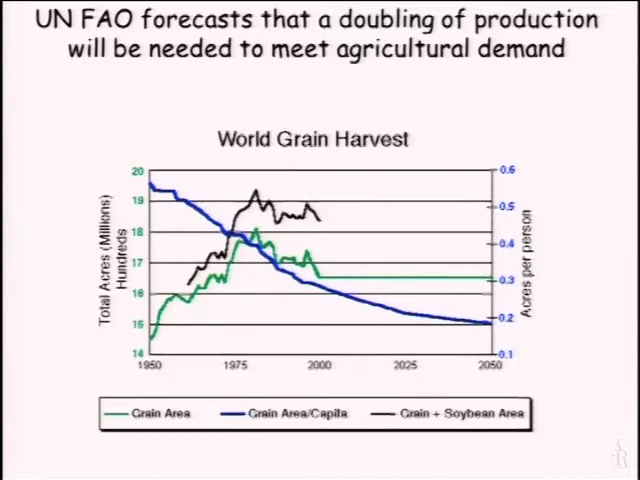 UN FAO forecasts that a doubling of production
will be needed to meet agricultural demand
World Grain Harvest
20
19
18
17
16
15
14
Total Acres (Millions)
Hundreds
0.6
0.5
0.4
0.3
0.2
0.1
Acres per person
1950
1975
2000
2025
2050
Grain Area
Grain Area/Capita
Grain + Soybean Area
R